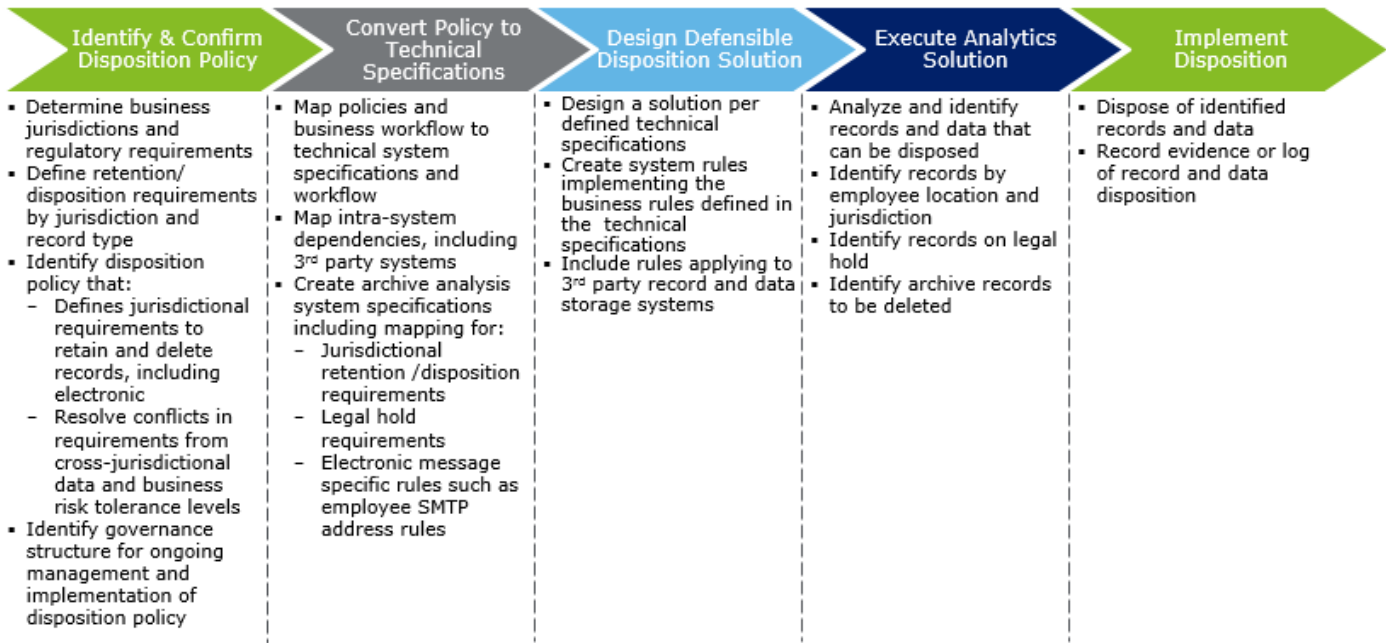 Identify & Confirm
Disposition Policy
▪ Determine business
jurisdictions and
regulatory requirements
▪ Define retention/
disposition requirements
by jurisdiction and
record type
▪ Identify disposition
policy that:
– Defines jurisdictional
requirements to
retain and delete
records, including
electronic
– Resolve conflicts in
requirements from
cross-jurisdictional
data and business
risk tolerance levels
▪ Identify governance
structure for ongoing
management and
implementation of
disposition policy
Convert Policy to
Technical
Specifications
▪ Map policies and
business workflow to
technical system
specifications and
workflow
▪ Map intra-system
dependencies, including
3rd party systems
▪ Create archive analysis
system specifications
including mapping for:
– Jurisdictional
retention /disposition
requirements
– Legal hold
requirements
– Electronic message
specific rules such as
employee SMTP
address rules
Design Defensible
Disposition Solution
▪ Design a solution per
defined technical
specifications
▪ Create system rules
implementing the
business rules defined in
the technical
specifications
▪ Include rules applying to
3rd party record and data
storage systems
Execute Analytics
Solution
▪ Analyze and identify
records and data that
can be disposed
▪ Identify records by
employee location and
jurisdiction
▪ Identify records on legal
hold
▪ Identify archive records
to be deleted
Implement
Disposition
▪ Dispose of identified
records and data
▪ Record evidence or log
of record and data
disposition